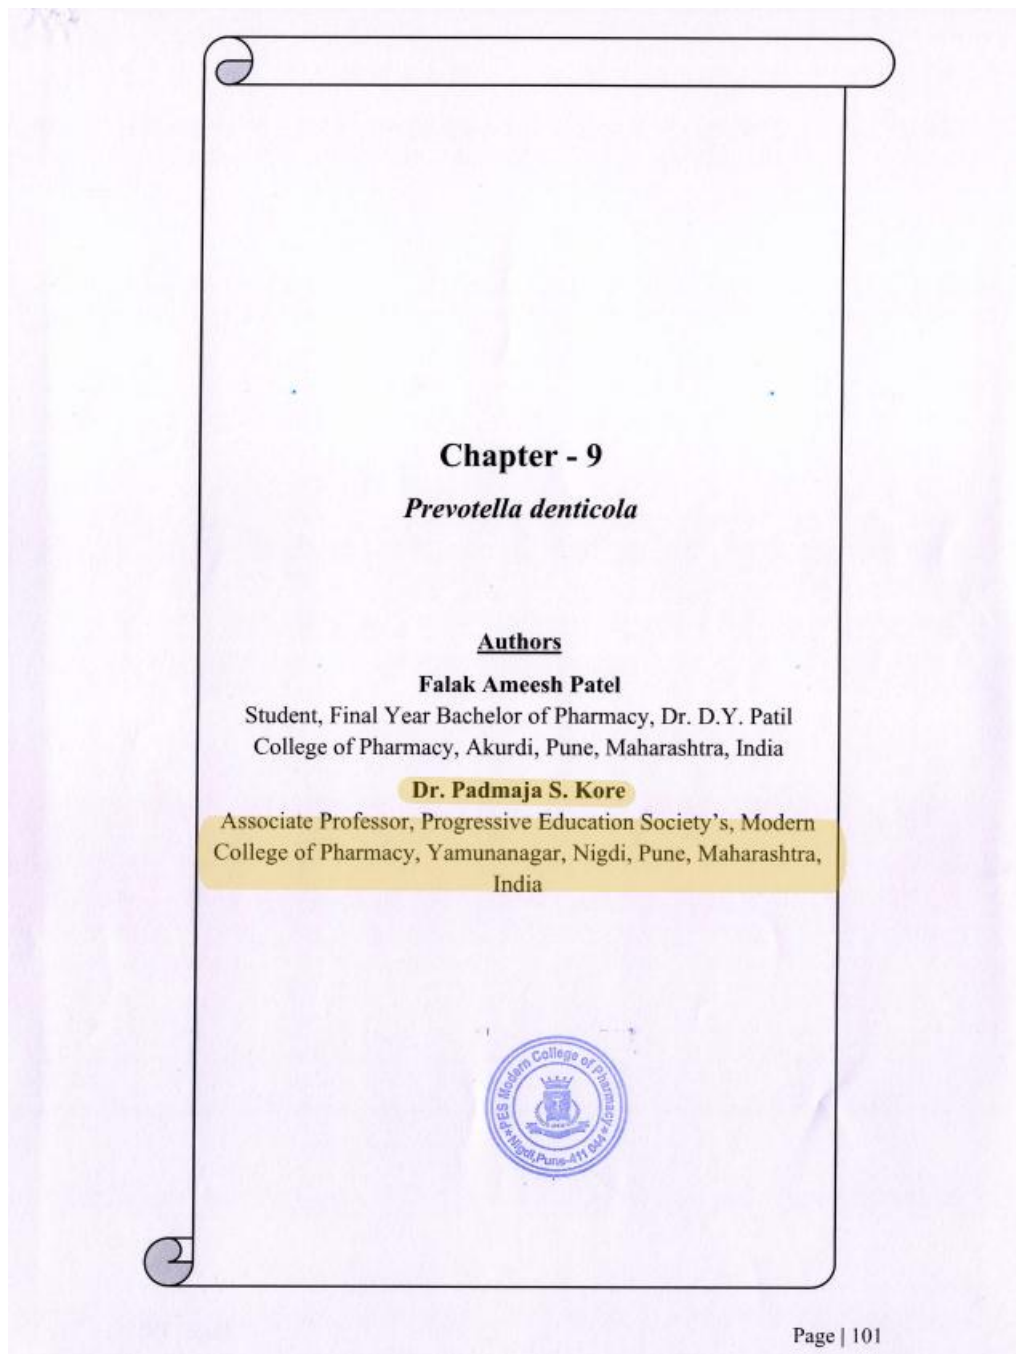 Chapter - 9
Prevotella denticola
Authors
Falak Ameesh Patel
Student, Final Year Bachelor of Pharmacy, Dr. D.Y. Patil
College of Pharmacy, Akurdi, Pune, Maharashtra, India
Dr. Padmaja S. Kore
Associate Professor, Progressive Education Society's, Modern
College of Pharmacy, Yamunanagar, Nigdi, Pune, Maharashtra,
India
PES Modern College of Pharmacy
Nigdi, Pune-411 044
Page | 101